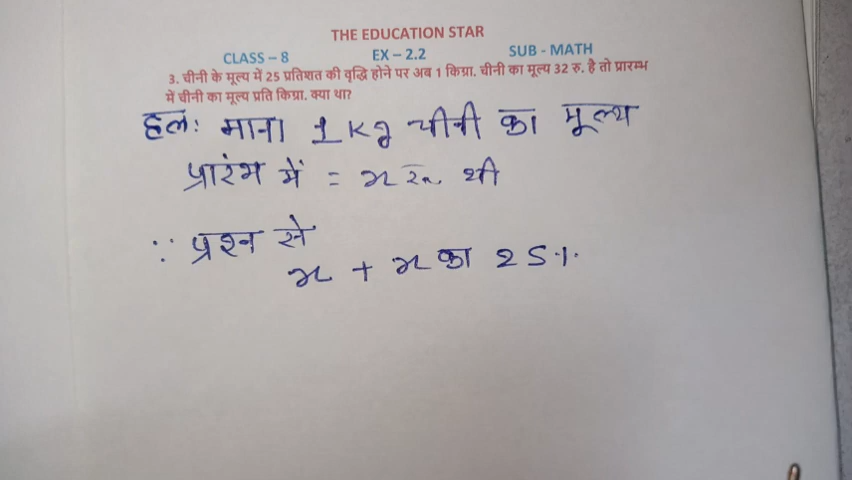 THE EDUCATION STAR
CLASS – 8 EX – 2.2 SUB - MATH
3. चीनी के मूल्य में 25 प्रतिशत की वृद्धि होने पर अब 1 किग्रा. चीनी का मूल्य 32 रु. है तो प्रारम्भ
में चीनी का मूल्य प्रति किग्रा. क्या था?
हल: माना 1 Kg चीनी का मूल्य
प्रारंभ में = x रू थी
∵ प्रश्न से
x + x का 25%